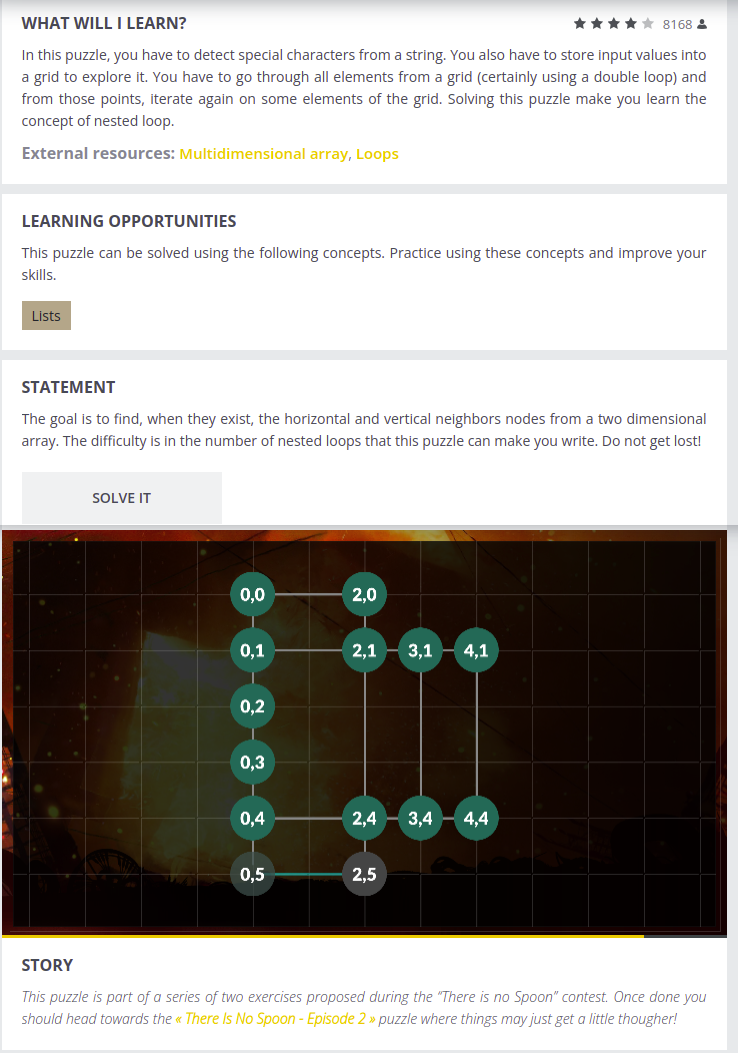 WHAT WILL I LEARN?
8168
In this puzzle, you have to detect special characters from a string. You also have to store input values into
a grid to explore it. You have to go through all elements from a grid (certainly using a double loop) and
from those points, iterate again on some elements of the grid. Solving this puzzle make you learn the
concept of nested loop.
External resources: Multidimensional array, Loops
LEARNING OPPORTUNITIES
This puzzle can be solved using the following concepts. Practice using these concepts and improve your
skills.
Lists
STATEMENT
The goal is to find, when they exist, the horizontal and vertical neighbors nodes from a two dimensional
array. The difficulty is in the number of nested loops that this puzzle can make you write. Do not get lost!
SOLVE IT
0,0 2,0
0,1 2,1 3,1 4,1
0,2
0,3
0,4 2,4 3,4 4,4
0,5 2,5
STORY
This puzzle is part of a series of two exercises proposed during the “There is no Spoon” contest. Once done you
should head towards the « There Is No Spoon - Episode 2 » puzzle where things may just get a little thougher!